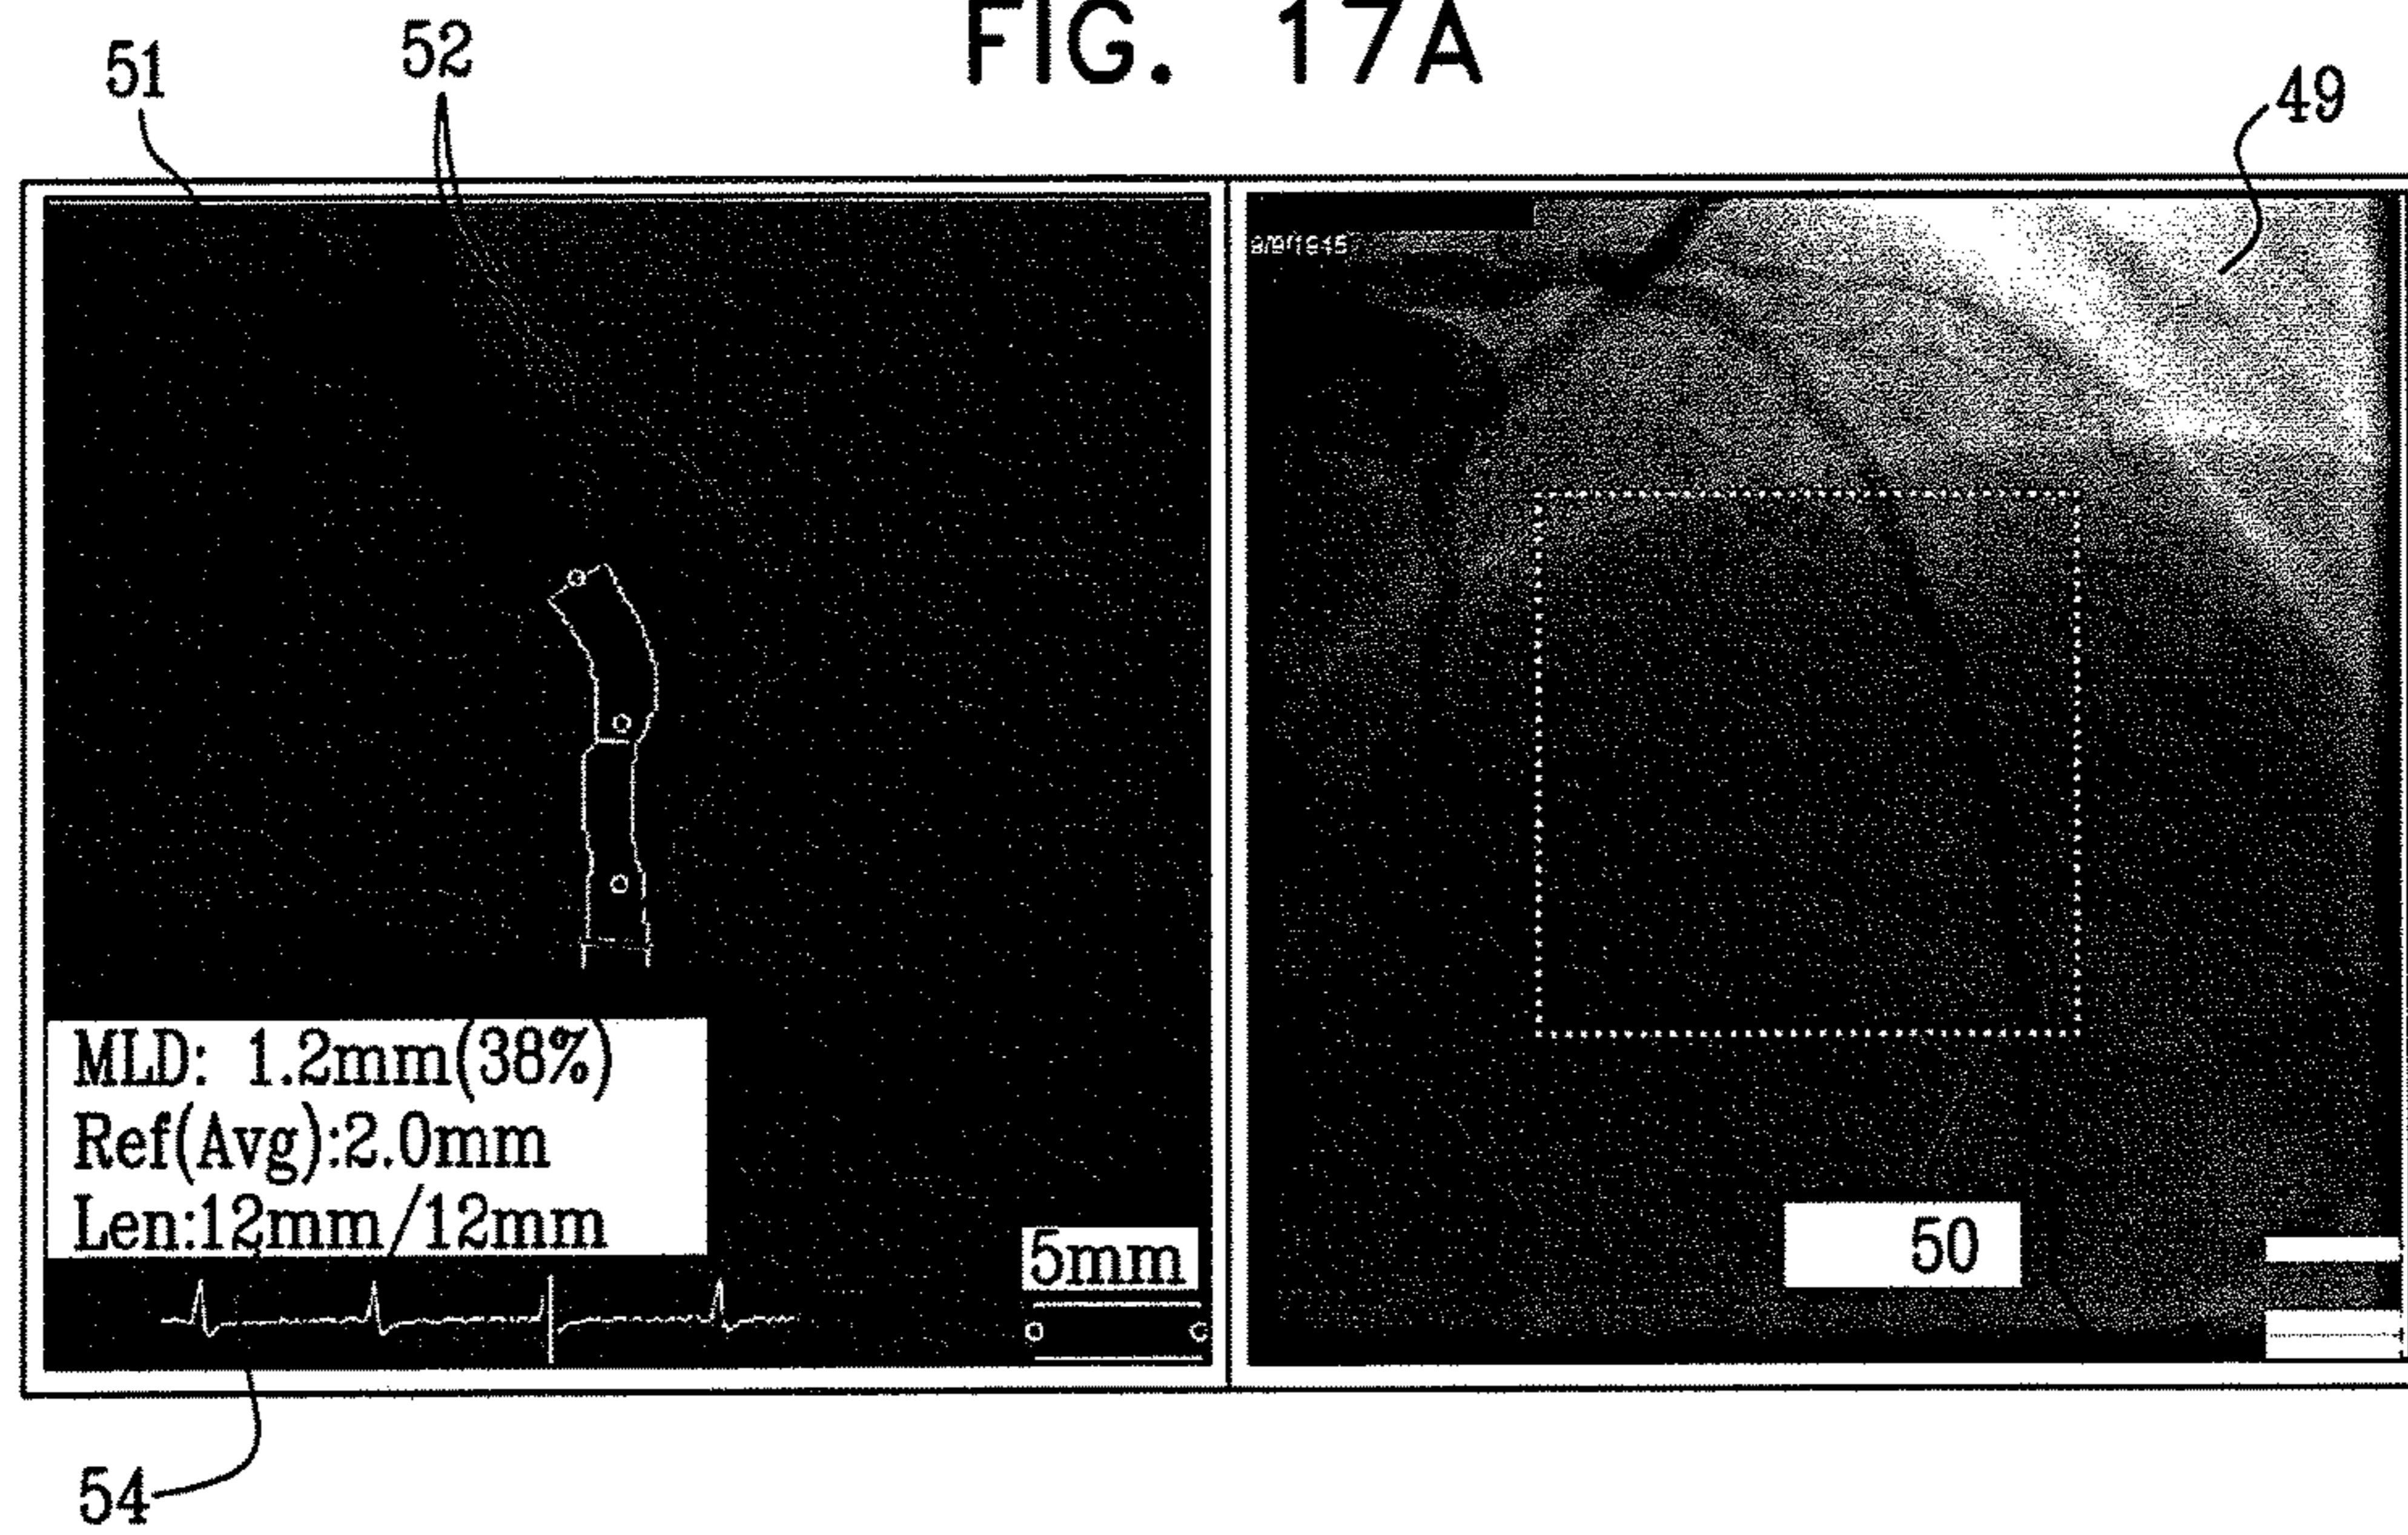 FIG. 17A
51
52
49
MLD: 1.2mm(38%)
Ref(Avg):2.0mm
Len:12mm/12mm
5mm
50
54